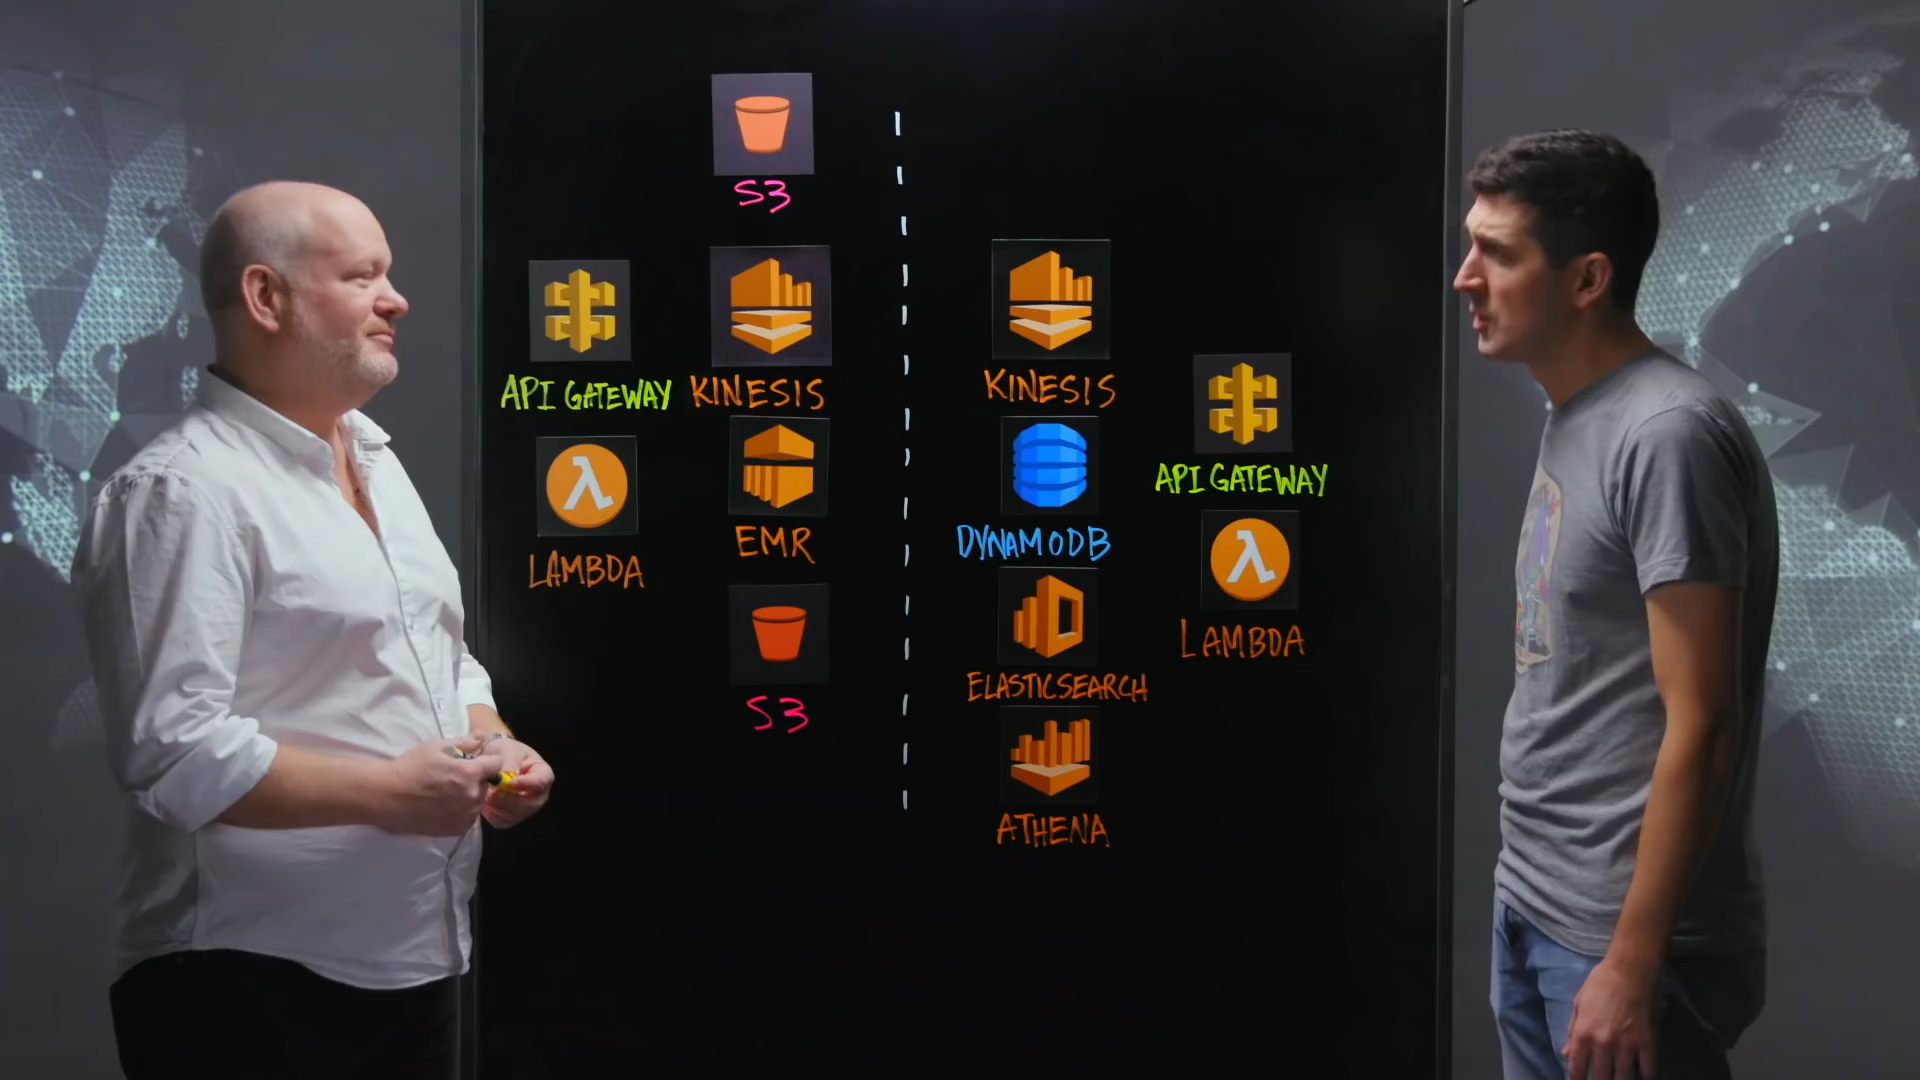 S3
API GATEWAY
KINESIS
LAMBDA
EMR
S3
KINESIS
API GATEWAY
DYNAMODB
LAMBDA
ELASTICSEARCH
ATHENA